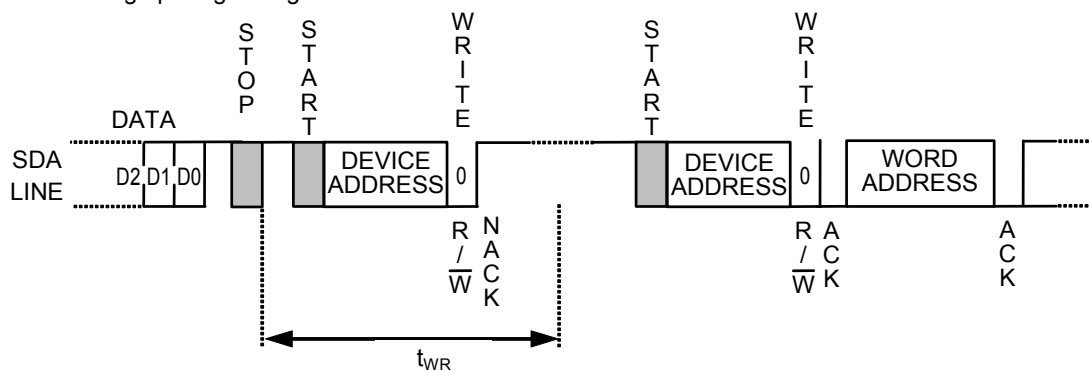 STOP
START
WRITE
START
WRITE
DATA
SDA LINE
D2 D1 D0
DEVICE ADDRESS
0
DEVICE ADDRESS
0
WORD ADDRESS
R/W
NACK
R/W
ACK
ACK
tWR